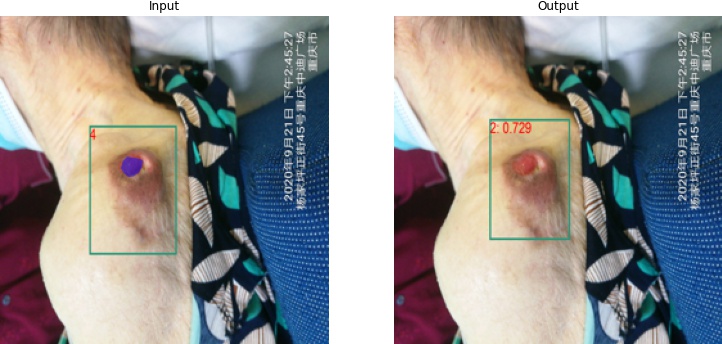 Input
4
2020年9月21日 下午2:45:27
杨家坪正街45号重庆中迪广场
重庆市
Output
2: 0.729
2020年9月21日 下午2:45:27
杨家坪正街45号重庆中迪广场
重庆市